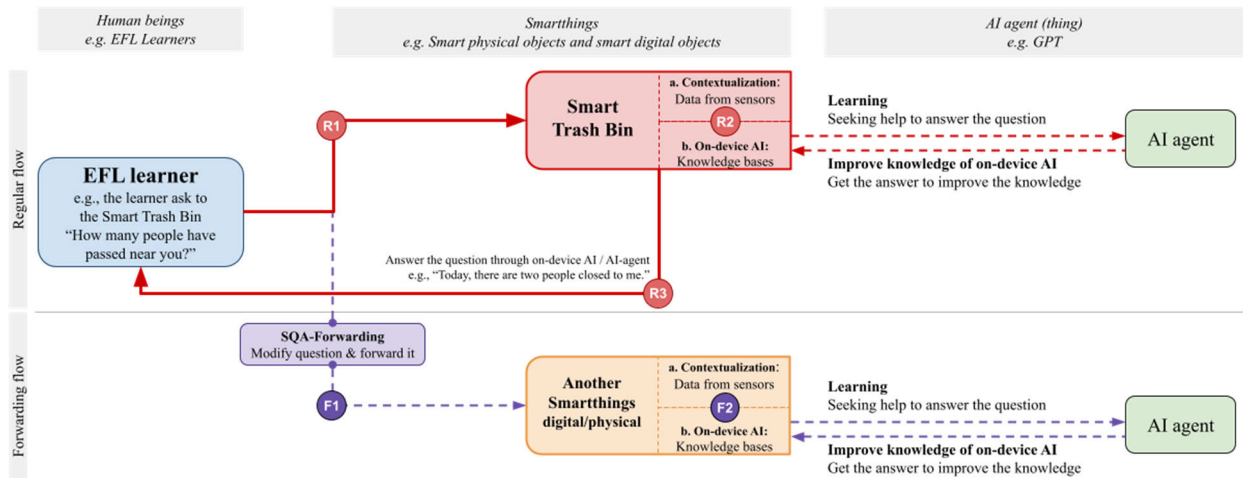 Human beings
e.g. EFL Learners
Smartthings
e.g. Smart physical objects and smart digital objects
AI agent (thing)
e.g. GPT
Regular flow
EFL learner
e.g., the learner ask to
the Smart Trash Bin
“How many people have
passed near you?”
R1
Smart
Trash Bin
a. Contextualization:
Data from sensors
R2
b. On-device AI:
Knowledge bases
Learning
Seeking help to answer the question
Improve knowledge of on-device AI
Get the answer to improve the knowledge
AI agent
Answer the question through on-device AI / AI-agent
e.g., “Today, there are two people closed to me.”
R3
Forwarding flow
SQA-Forwarding
Modify question & forward it
F1
Another
Smartthings
digital/physical
a. Contextualization:
Data from sensors
F2
b. On-device AI:
Knowledge bases
Learning
Seeking help to answer the question
Improve knowledge of on-device AI
Get the answer to improve the knowledge
AI agent